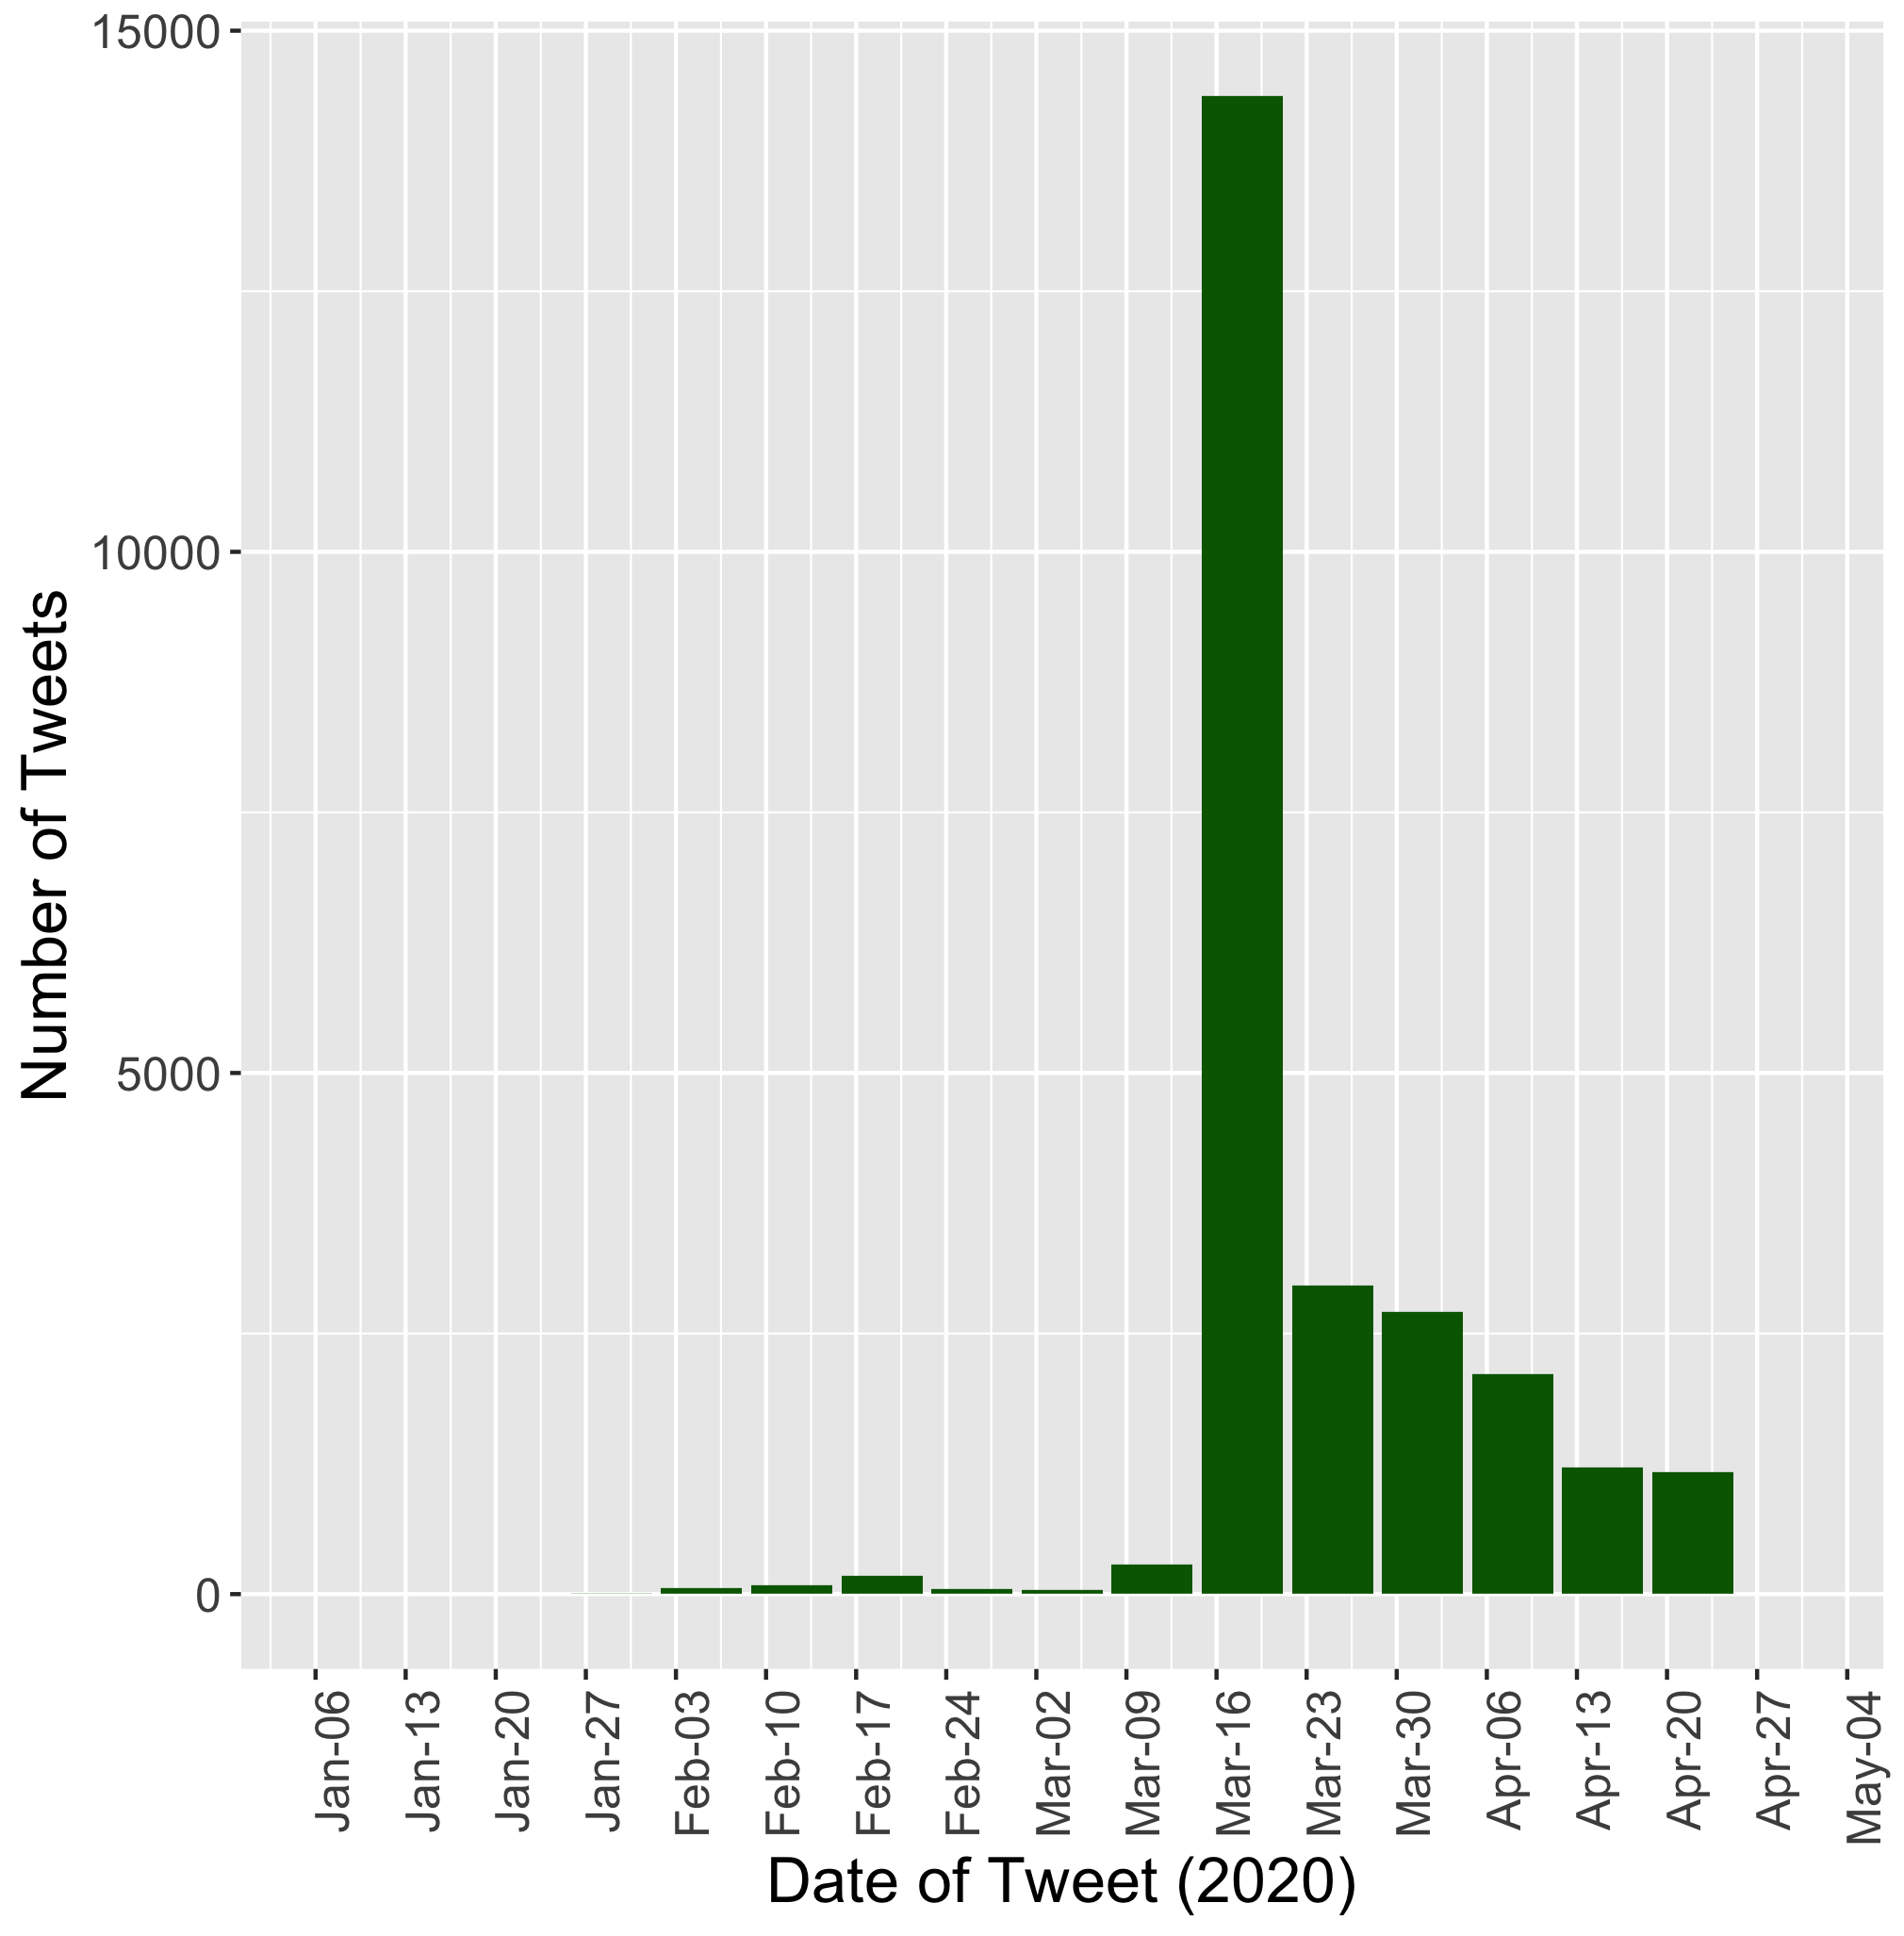 15000
10000
5000
0
Number of Tweets
Jan-06
Jan-13
Jan-20
Jan-27
Feb-03
Feb-10
Feb-17
Feb-24
Mar-02
Mar-09
Mar-16
Mar-23
Mar-30
Apr-06
Apr-13
Apr-20
Apr-27
May-04
Date of Tweet (2020)